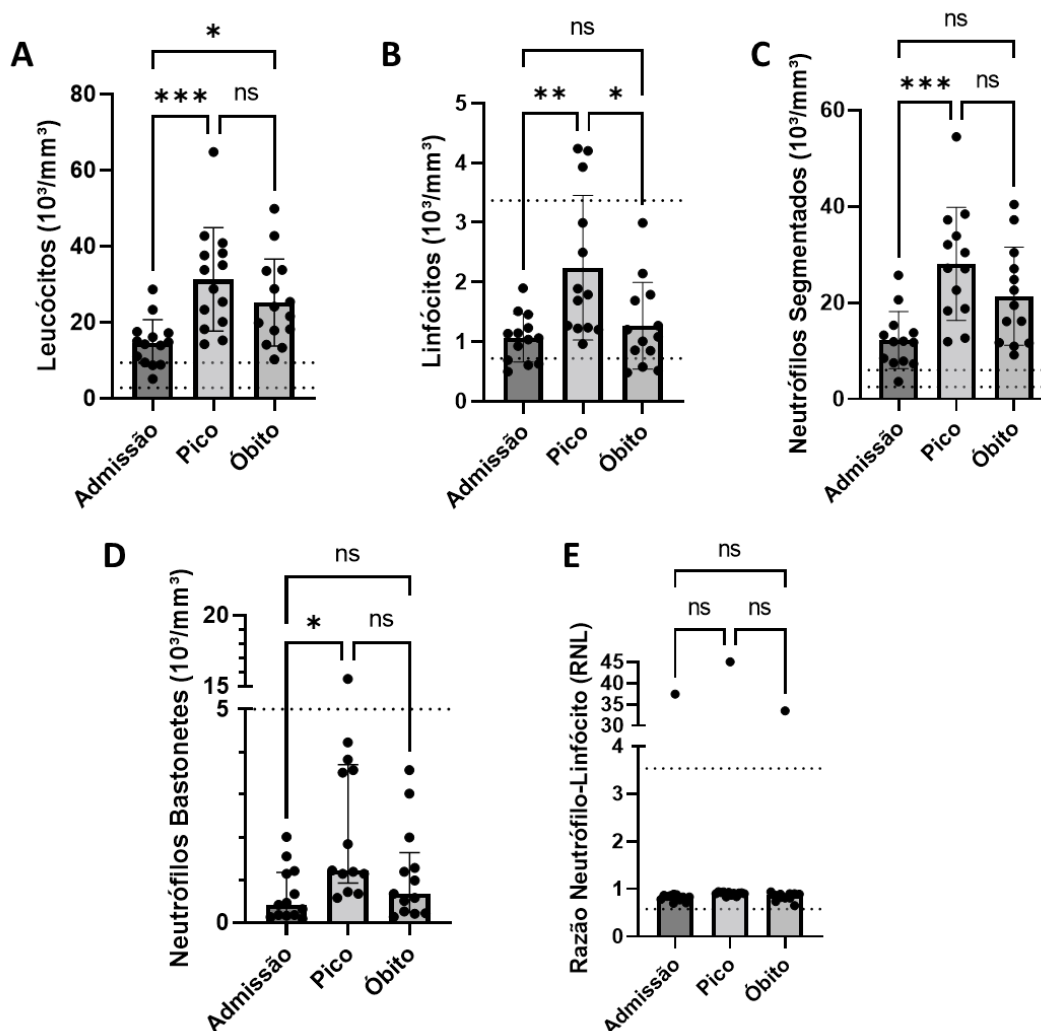 A
*
***
ns
Leucócitos (10³/mm³)
80
60
40
20
0
Admissão
Pico
Óbito
B
ns
**
*
Linfócitos (10³/mm³)
5
4
3
2
1
0
Admissão
Pico
Óbito
C
ns
***
ns
Neutrófilos Segmentados (10³/mm³)
60
40
20
0
Admissão
Pico
Óbito
D
ns
*
ns
Neutrófilos Bastonetes (10³/mm³)
20
15
5
0
Admissão
Pico
Óbito
E
ns
ns
ns
Razão Neutrófilo-Linfócito (RNL)
45
40
35
30
4
3
2
1
0
Admissão
Pico
Óbito